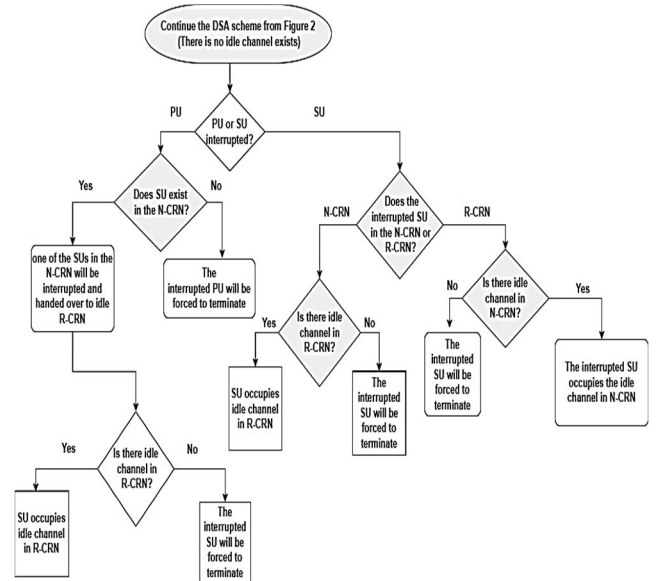 Continue the DSA scheme from Figure 2
(There is no idle channel exists)
PU
SU
PU or SU
interrupted?
Yes
No
Does SU exist
in the N-CRN?
N-CRN
R-CRN
Does the
interrupted SU
in the N-CRN or
R-CRN?
one of the SUs in the
N-CRN will be
interrupted and
handed over to idle
R-CRN
The
interrupted PU will be
forced to terminate
Yes
No
Is there idle
channel in
R-CRN?
No
Yes
Is there idle
channel in
N-CRN?
SU occupies
idle channel
in R-CRN
The
interrupted
SU will be
forced to
terminate
The
interrupted
SU will be
forced to
terminate
The interrupted SU
occupies the idle
channel in N-CRN
Yes
No
Is there idle
channel in
R-CRN?
SU occupies
idle channel
in R-CRN
The
interrupted
SU will be
forced to
terminate